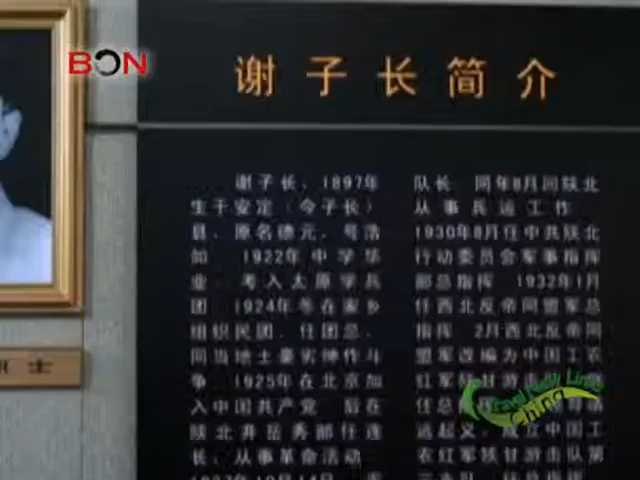 BON
谢子长简介
谢子长，1897年
生于安定（今子长）
县，原名德元，号浩
如 1922年中学毕
业，考入太原学兵
团 1924年冬在家乡
组织民团，任团总，
同当地土豪劣绅作斗
争 1925年在北京加
入中国共产党 后在
陕北井岳秀部任连
长，从事革命活动
队长 同年8月回陕北
从事兵运工作
1930年8月任中共陕北
行动委员会军事指挥
部总指挥 1932年1月
任西北反帝同盟军总
指挥 2月西北反帝同
盟军改编为中国工农
红军陕甘游击
任总
起义，成立中国工
农红军陕甘游击队第
士
Travel New Lines
China